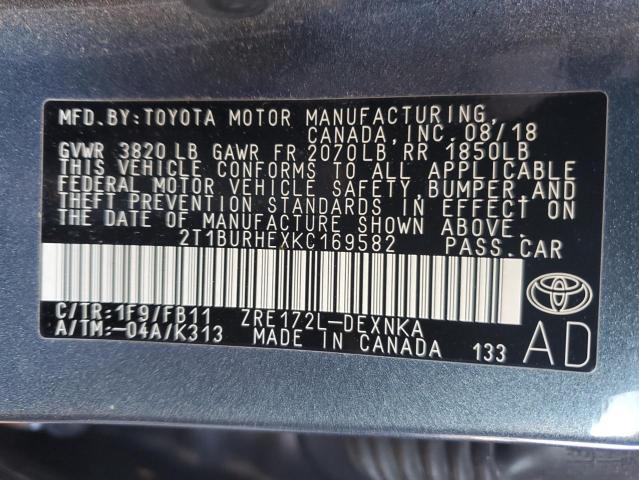 MFD.BY:TOYOTA MOTOR MANUFACTURING,
CANADA, INC. 08/18
GVWR 3820 LB GAWR FR 2070LB RR 1850LB
THIS VEHICLE CONFORMS TO ALL APPLICABLE
FEDERAL MOTOR VEHICLE SAFETY, BUMPER AND
THEFT PREVENTION STANDARDS IN EFFECT ON
THE DATE OF MANUFACTURE SHOWN ABOVE.
2T1BURHEXKC169582 PASS.CAR
C/TR:1F9/FB11 ZRE172L-DEXNKA
A/TM:-04A/K313 MADE IN CANADA 133
AD